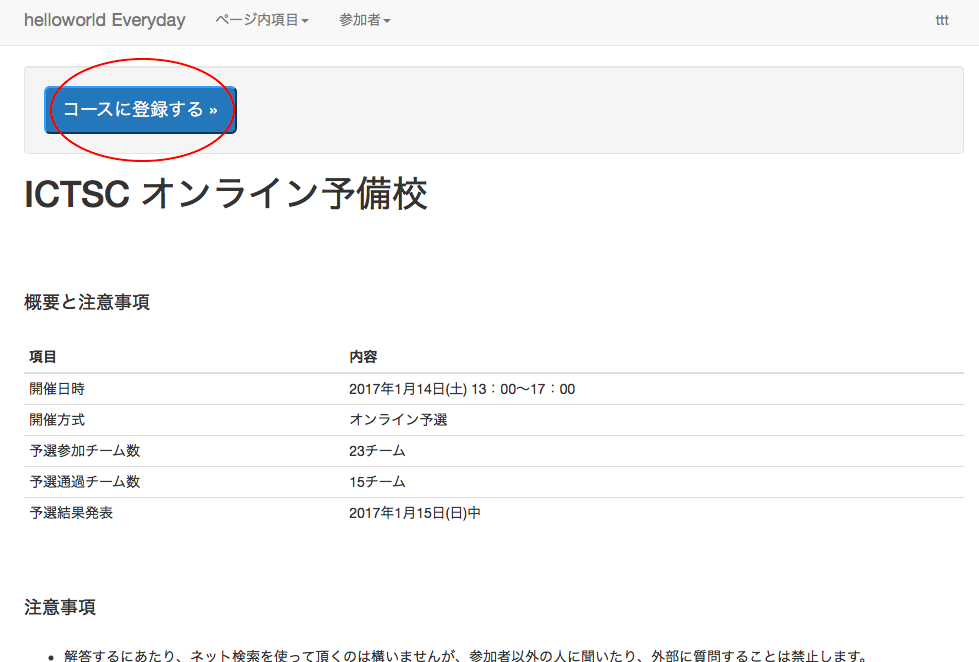 helloworld Everyday ページ内項目 参加者 ttt
コースに登録する »
ICTSC オンライン予備校
概要と注意事項
項目 内容
開催日時 2017年1月14日(土) 13：00〜17：00
開催方式 オンライン予選
予選参加チーム数 23チーム
予選通過チーム数 15チーム
予選結果発表 2017年1月15日(日)中
注意事項
• 解答するにあたり、ネット検索を使って頂くのは構いませんが、参加者以外の人に聞いたり、外部に質問することは禁止します。